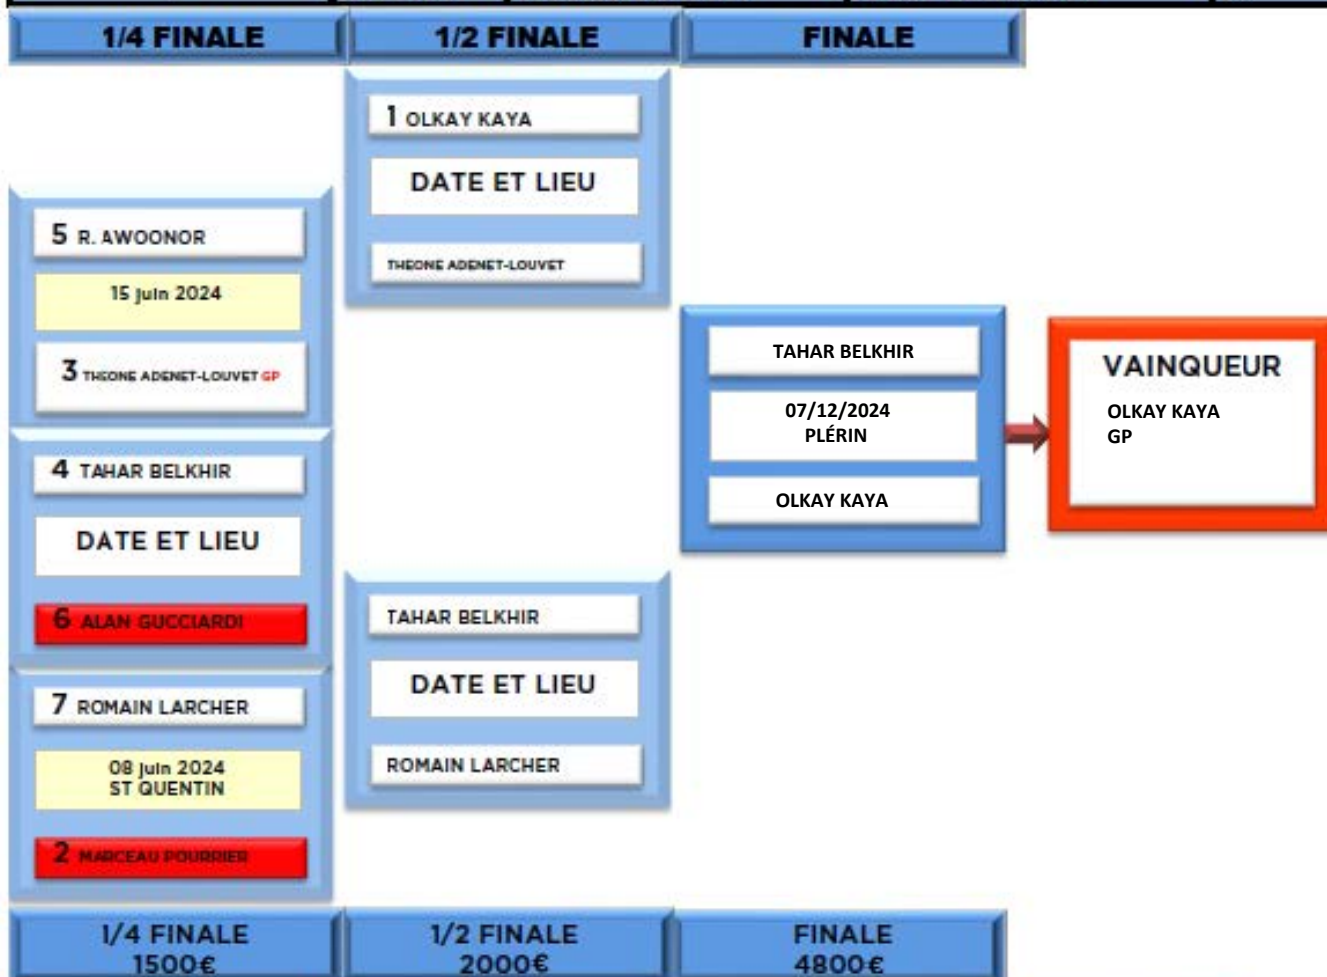 1/4 FINALE
1/2 FINALE
FINALE
5 R. AWOONOR
15 juin 2024
3 THEONE ADENET-LOUVET GP
4 TAHAR BELKHIR
DATE ET LIEU
6 ALAN GUCCIARDI
7 ROMAIN LARCHER
08 juin 2024
ST QUENTIN
2 MARCEAU POURRIER
1 OLKAY KAYA
DATE ET LIEU
THEONE ADENET-LOUVET
TAHAR BELKHIR
DATE ET LIEU
ROMAIN LARCHER
TAHAR BELKHIR
07/12/2024
PLÉRIN
OLKAY KAYA
VAINQUEUR
OLKAY KAYA
GP
1/4 FINALE
1500€
1/2 FINALE
2000€
FINALE
4800€